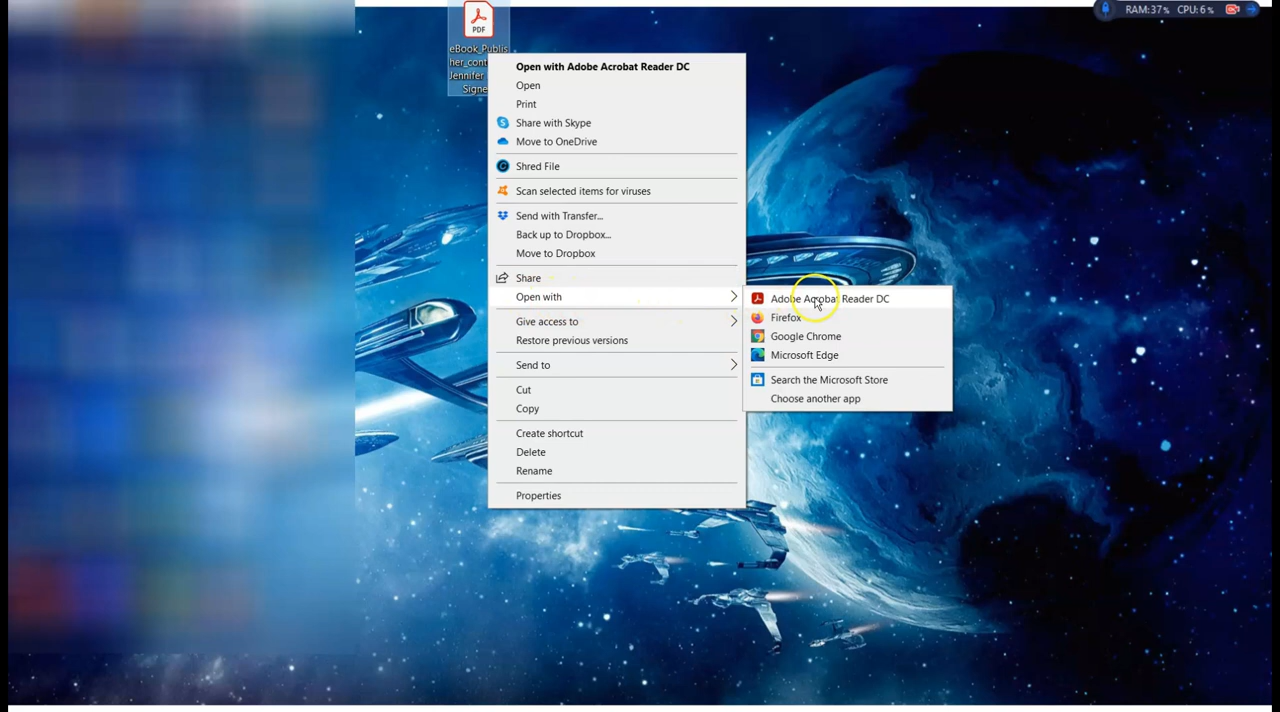 RAM:37% CPU:6%
PDF
eBook_Publis
her_cont
Jennifer
Signe
Open with Adobe Acrobat Reader DC
Open
Print
Share with Skype
Move to OneDrive
Shred File
Scan selected items for viruses
Send with Transfer...
Back up to Dropbox...
Move to Dropbox
Share
Open with
Give access to
Restore previous versions
Send to
Cut
Copy
Create shortcut
Delete
Rename
Properties
Adobe Acrobat Reader DC
Firefox
Google Chrome
Microsoft Edge
Search the Microsoft Store
Choose another app